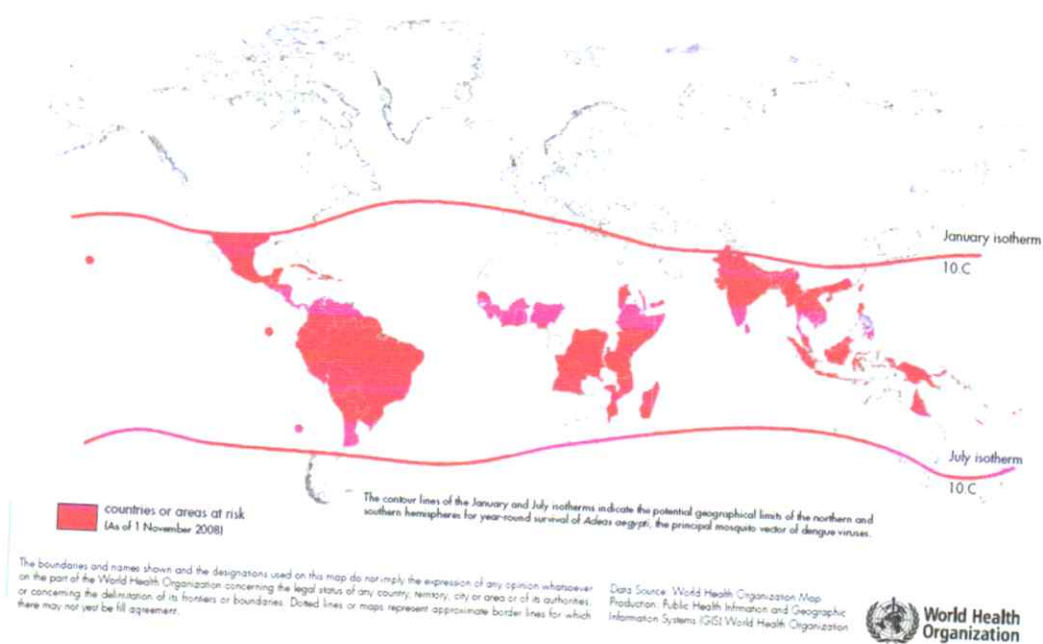 January isotherm
10.C
July isotherm
10.C
countries or areas at risk
(As of 1 November 2008)
The contour lines of the January and July isotherms indicate the potential geographical limits of the northern and
southern hemispheres for year-round survival of Adeas aegypti, the principal mosquito vector of dengue viruses.
The boundaries and names shown and the designations used on this map do not imply the expression of any opinion whatsoever
on the part of the World Health Organization concerning the legal status of any country, territory, city or area or of its authorities,
or concerning the delimitation of its frontiers or boundaries. Dotted lines or maps represent approximate border lines for which
there may not yest be fill agreement.
Data Source: World Health Organization Map
Production: Public Health Infrmation and Geographic
Information Systems (GIS) World Health Organization
World Health
Organization